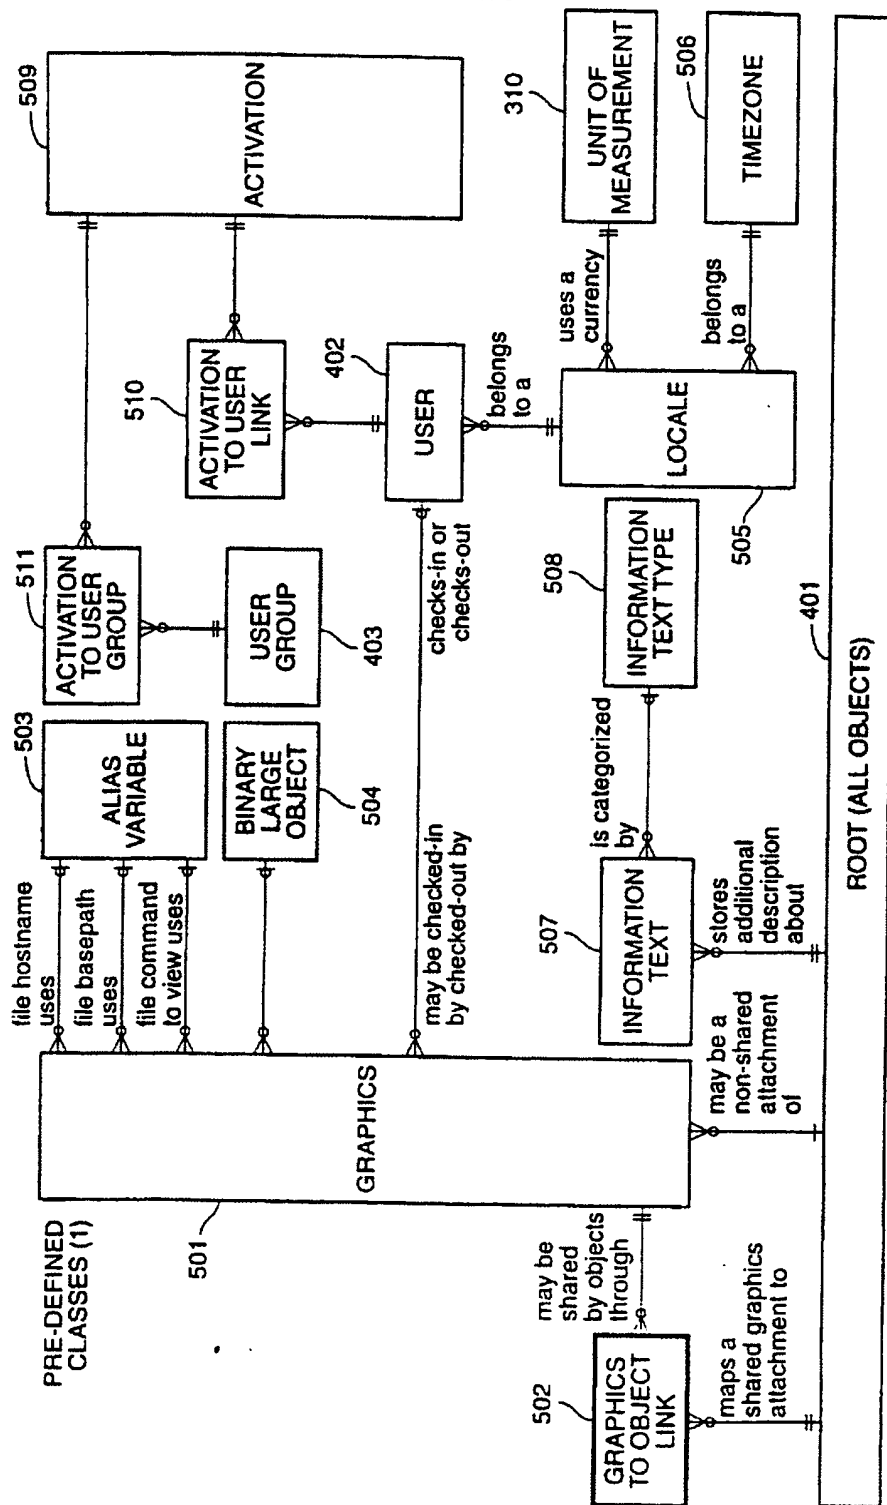 PRE-DEFINED
CLASSES (1)
501
GRAPHICS
file hostname
uses
file basepath
uses
file command
to view uses
503
ALIAS
VARIABLE
BINARY
LARGE
OBJECT
504
511
ACTIVATION
TO USER
GROUP
USER
GROUP
403
509
ACTIVATION
510
ACTIVATION
TO USER
LINK
402
USER
may be checked-in
by checked-out by
checks-in or
checks-out
belongs
to a
LOCALE
505
uses a
currency
310
UNIT OF
MEASUREMENT
belongs
to a
506
TIMEZONE
508
INFORMATION
TEXT TYPE
is categorized
by
507
INFORMATION
TEXT
stores
additional
description
about
may be a
non-shared
attachment
of
may be
shared
by objects
through
502
GRAPHICS
TO OBJECT
LINK
maps a
shared graphics
attachment to
401
ROOT (ALL OBJECTS)